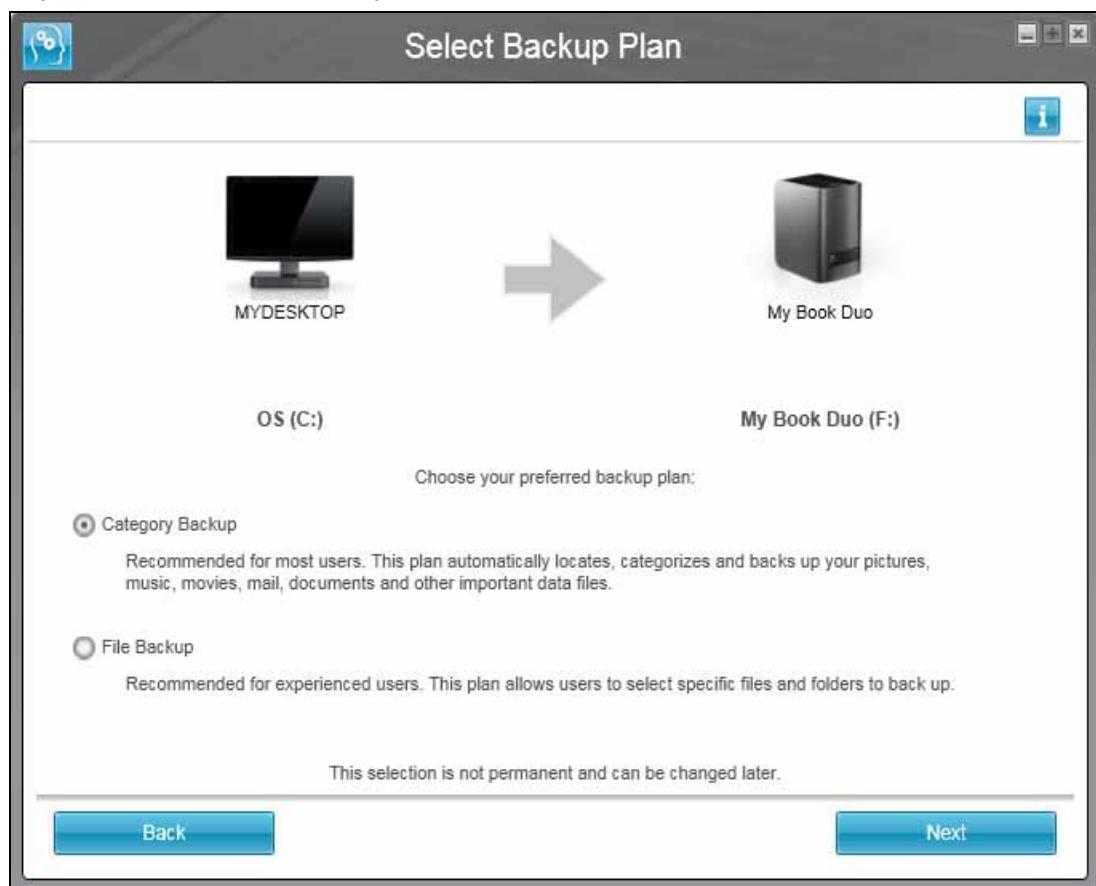 Select Backup Plan
MYDESKTOP
My Book Duo
OS (C:)
My Book Duo (F:)
Choose your preferred backup plan:
Category Backup
Recommended for most users. This plan automatically locates, categorizes and backs up your pictures,
music, movies, mail, documents and other important data files.
File Backup
Recommended for experienced users. This plan allows users to select specific files and folders to back up.
This selection is not permanent and can be changed later.
Back
Next